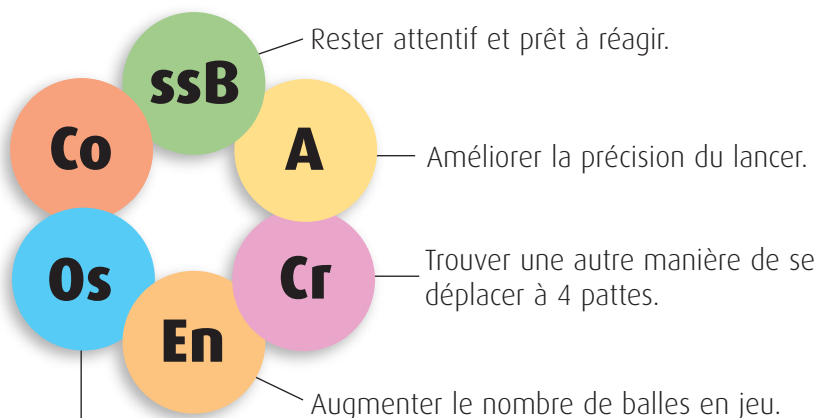 ssB
Rester attentif et prêt à réagir.
Co
A
Améliorer la précision du lancer.
Os
Cr
Trouver une autre manière de se
déplacer à 4 pattes.
En
Augmenter le nombre de balles en jeu.